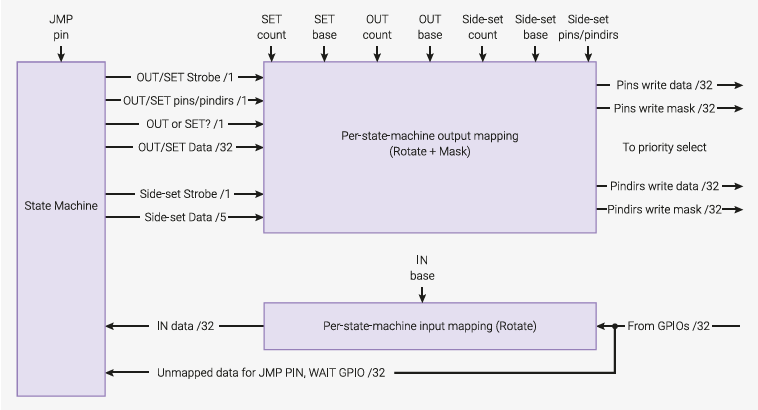 JMP
pin
SET
count
SET
base
OUT
count
OUT
base
Side-set
count
Side-set
base
Side-set
pins/pindirs
OUT/SET Strobe /1
OUT/SET pins/pindirs /1
OUT or SET? /1
OUT/SET Data /32
Side-set Strobe /1
Side-set Data /5
State Machine
Per-state-machine output mapping
(Rotate + Mask)
Pins write data /32
Pins write mask /32
To priority select
Pindirs write data /32
Pindirs write mask /32
IN
base
IN data /32
Per-state-machine input mapping (Rotate)
From GPIOs /32
Unmapped data for JMP PIN, WAIT GPIO /32